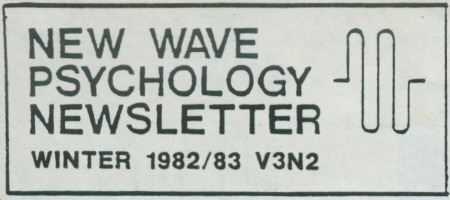 NEW WAVE
PSYCHOLOGY
NEWSLETTER
WINTER 1982/83 V3N2